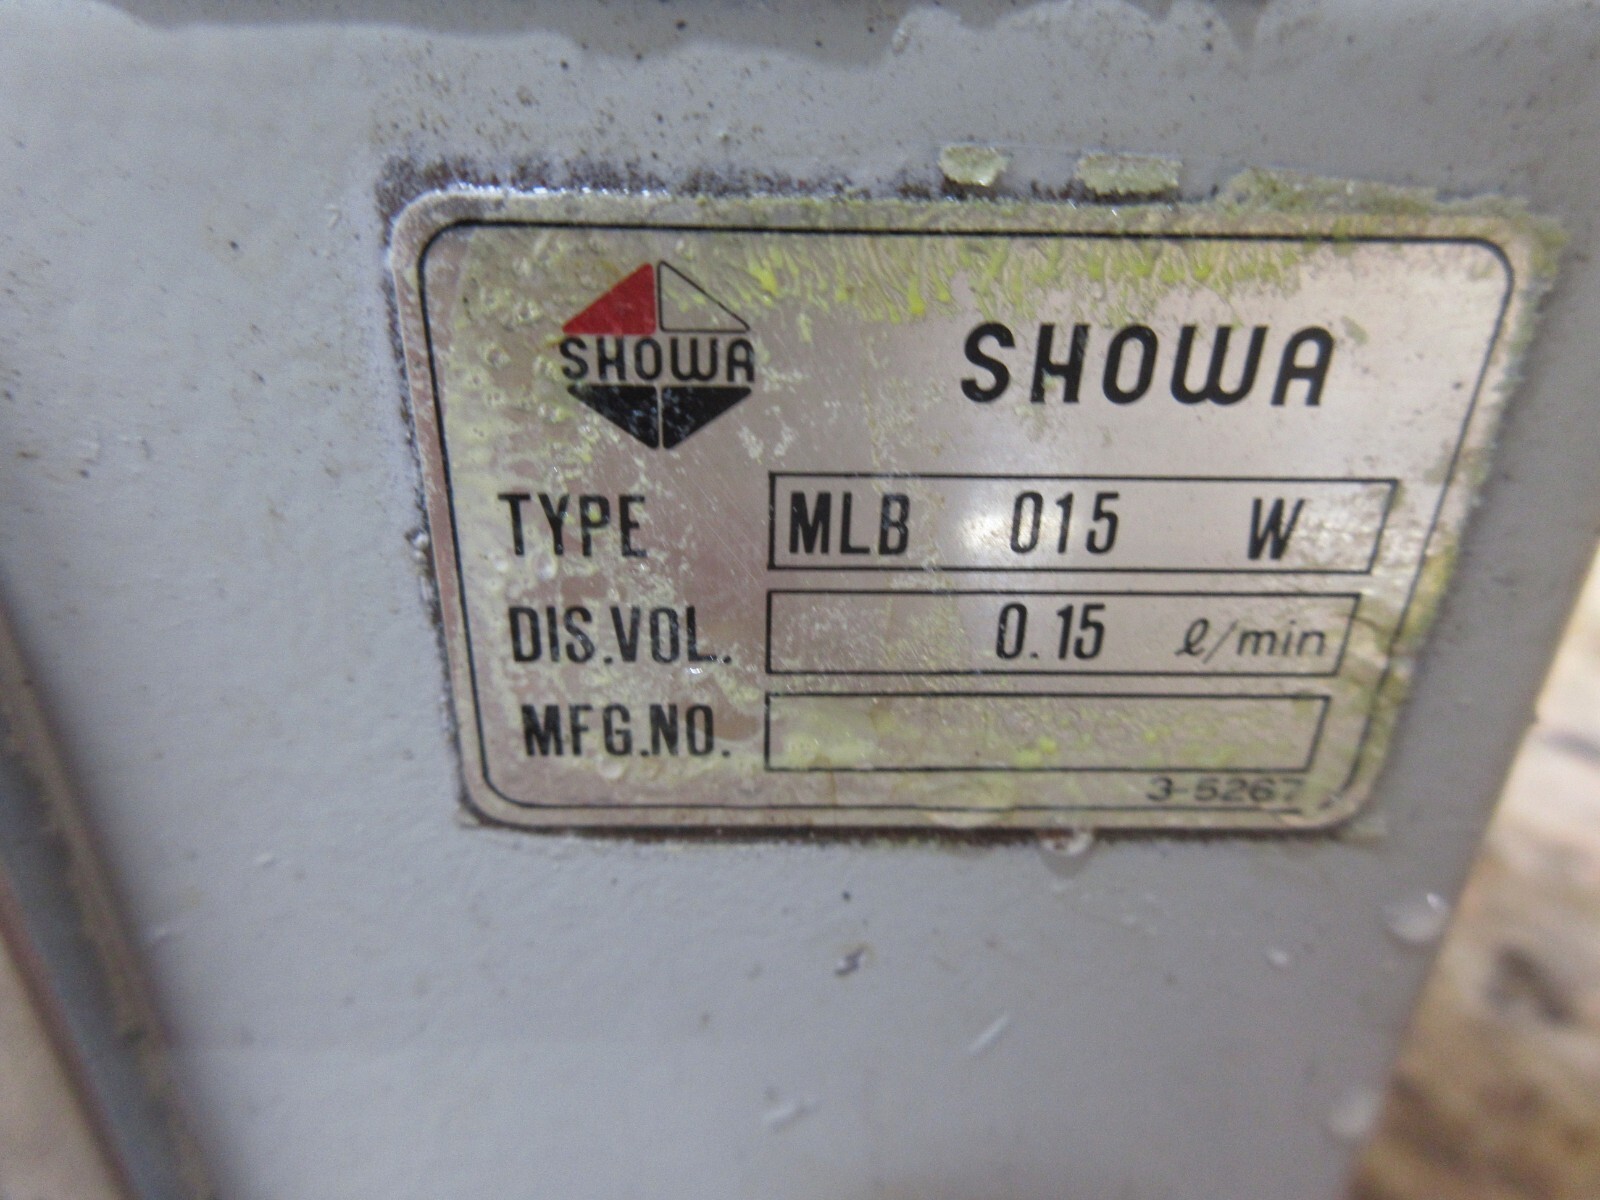 SHOWA
SHOWA
TYPE MLB 015 W
DIS.VOL. 0.15 ℓ/min
MFG.NO.
3-5267